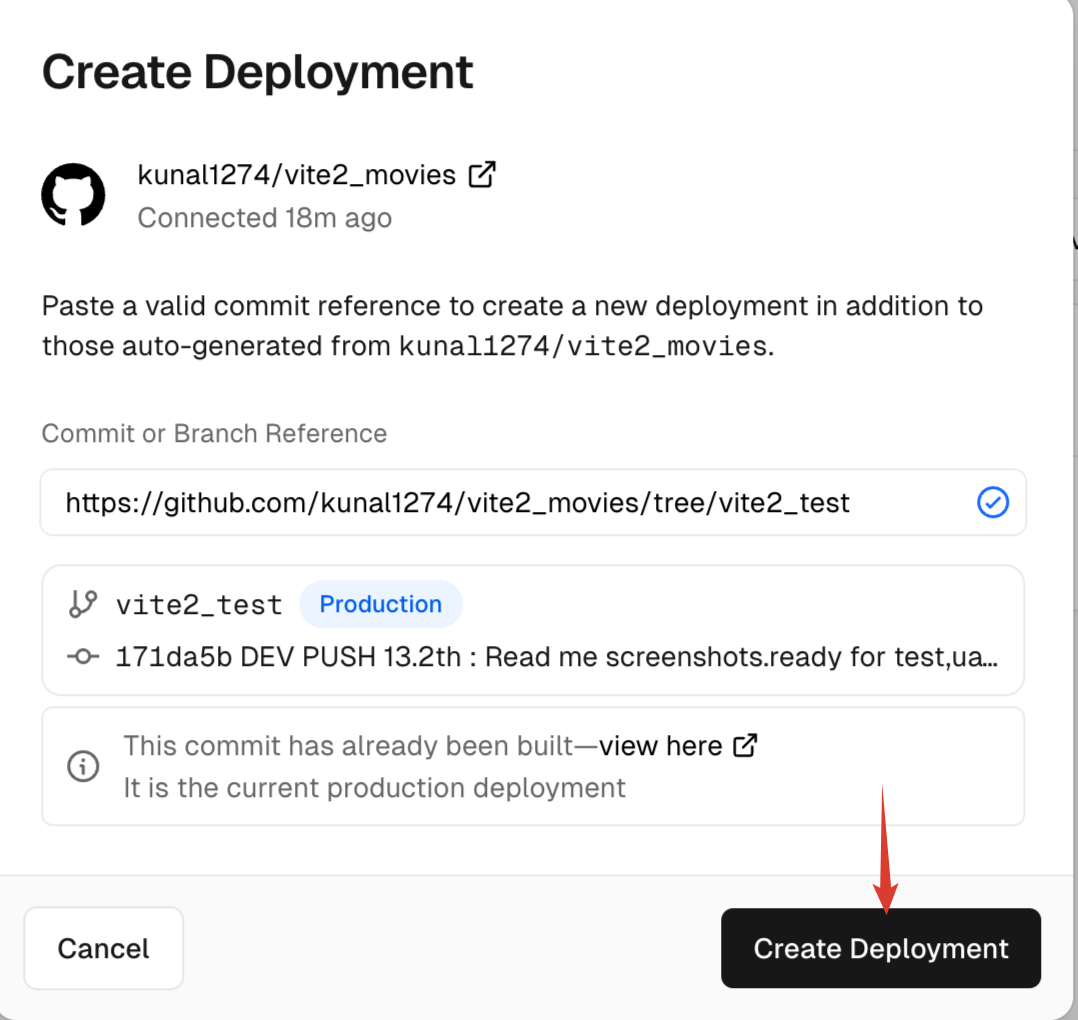 Create Deployment
kunal1274/vite2_movies
Connected 18m ago
Paste a valid commit reference to create a new deployment in addition to
those auto-generated from kunal1274/vite2_movies.
Commit or Branch Reference
https://github.com/kunal1274/vite2_movies/tree/vite2_test
vite2_test Production
171da5b DEV PUSH 13.2th : Read me screenshots.ready for test,ua...
This commit has already been built—view here
It is the current production deployment
Cancel Create Deployment